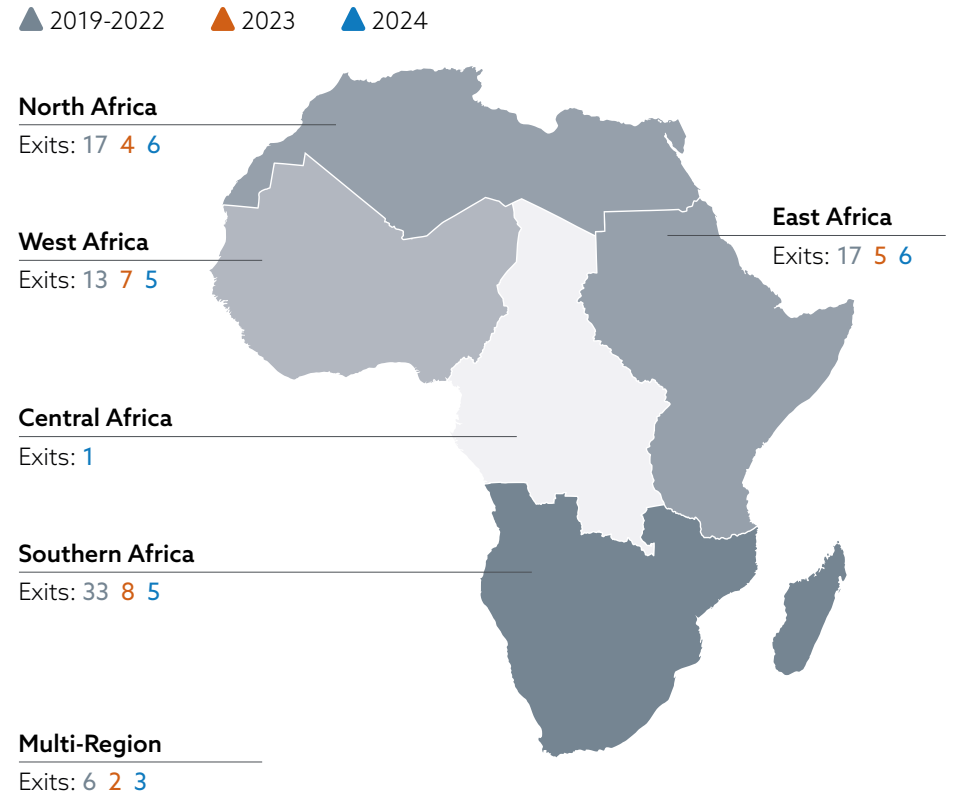 2019-2022 2023 2024
North Africa
Exits: 17 4 6
East Africa
Exits: 17 5 6
West Africa
Exits: 13 7 5
Central Africa
Exits: 1
Southern Africa
Exits: 33 8 5
Multi-Region
Exits: 6 2 3